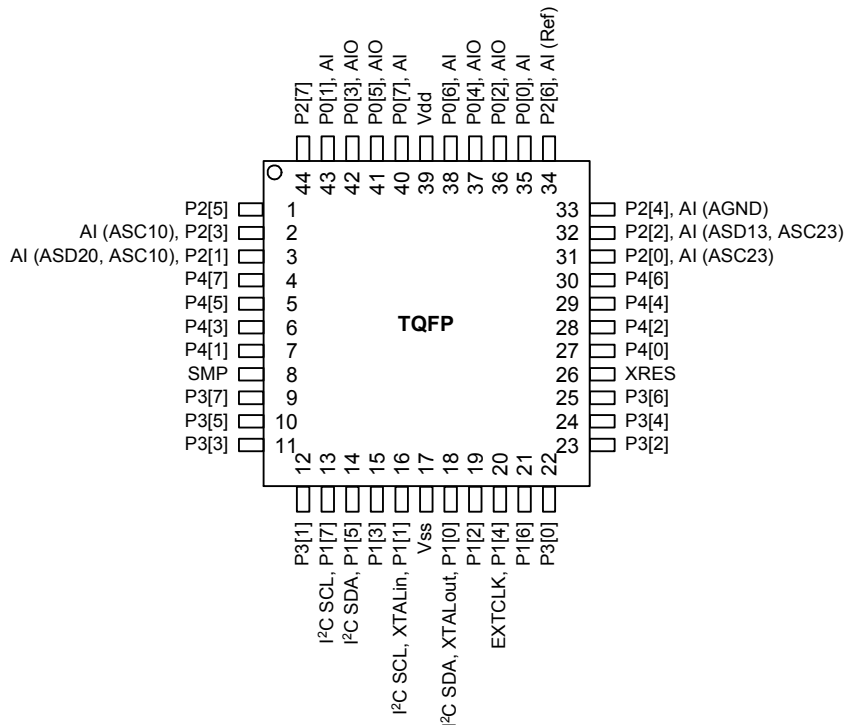 P2[7]
P0[1], AI
P0[3], AIO
P0[5], AIO
P0[7], AI
Vdd
P0[6], AI
P0[4], AIO
P0[2], AIO
P0[0], AI
P2[6], AI (Ref)
44
43
42
41
40
39
38
37
36
35
34
P2[5] 1
AI (ASC10), P2[3] 2
AI (ASD20, ASC10), P2[1] 3
P4[7] 4
P4[5] 5
P4[3] 6
P4[1] 7
SMP 8
P3[7] 9
P3[5] 10
P3[3] 11
TQFP
33 P2[4], AI (AGND)
32 P2[2], AI (ASD13, ASC23)
31 P2[0], AI (ASC23)
30 P4[6]
29 P4[4]
28 P4[2]
27 P4[0]
26 XRES
25 P3[6]
24 P3[4]
23 P3[2]
12
13
14
15
16
17
18
19
20
21
22
P3[1]
I²C SCL, P1[7]
I²C SDA, P1[5]
P1[3]
I²C SCL, XTALin, P1[1]
Vss
I²C SDA, XTALout, P1[0]
P1[2]
EXTCLK, P1[4]
P1[6]
P3[0]